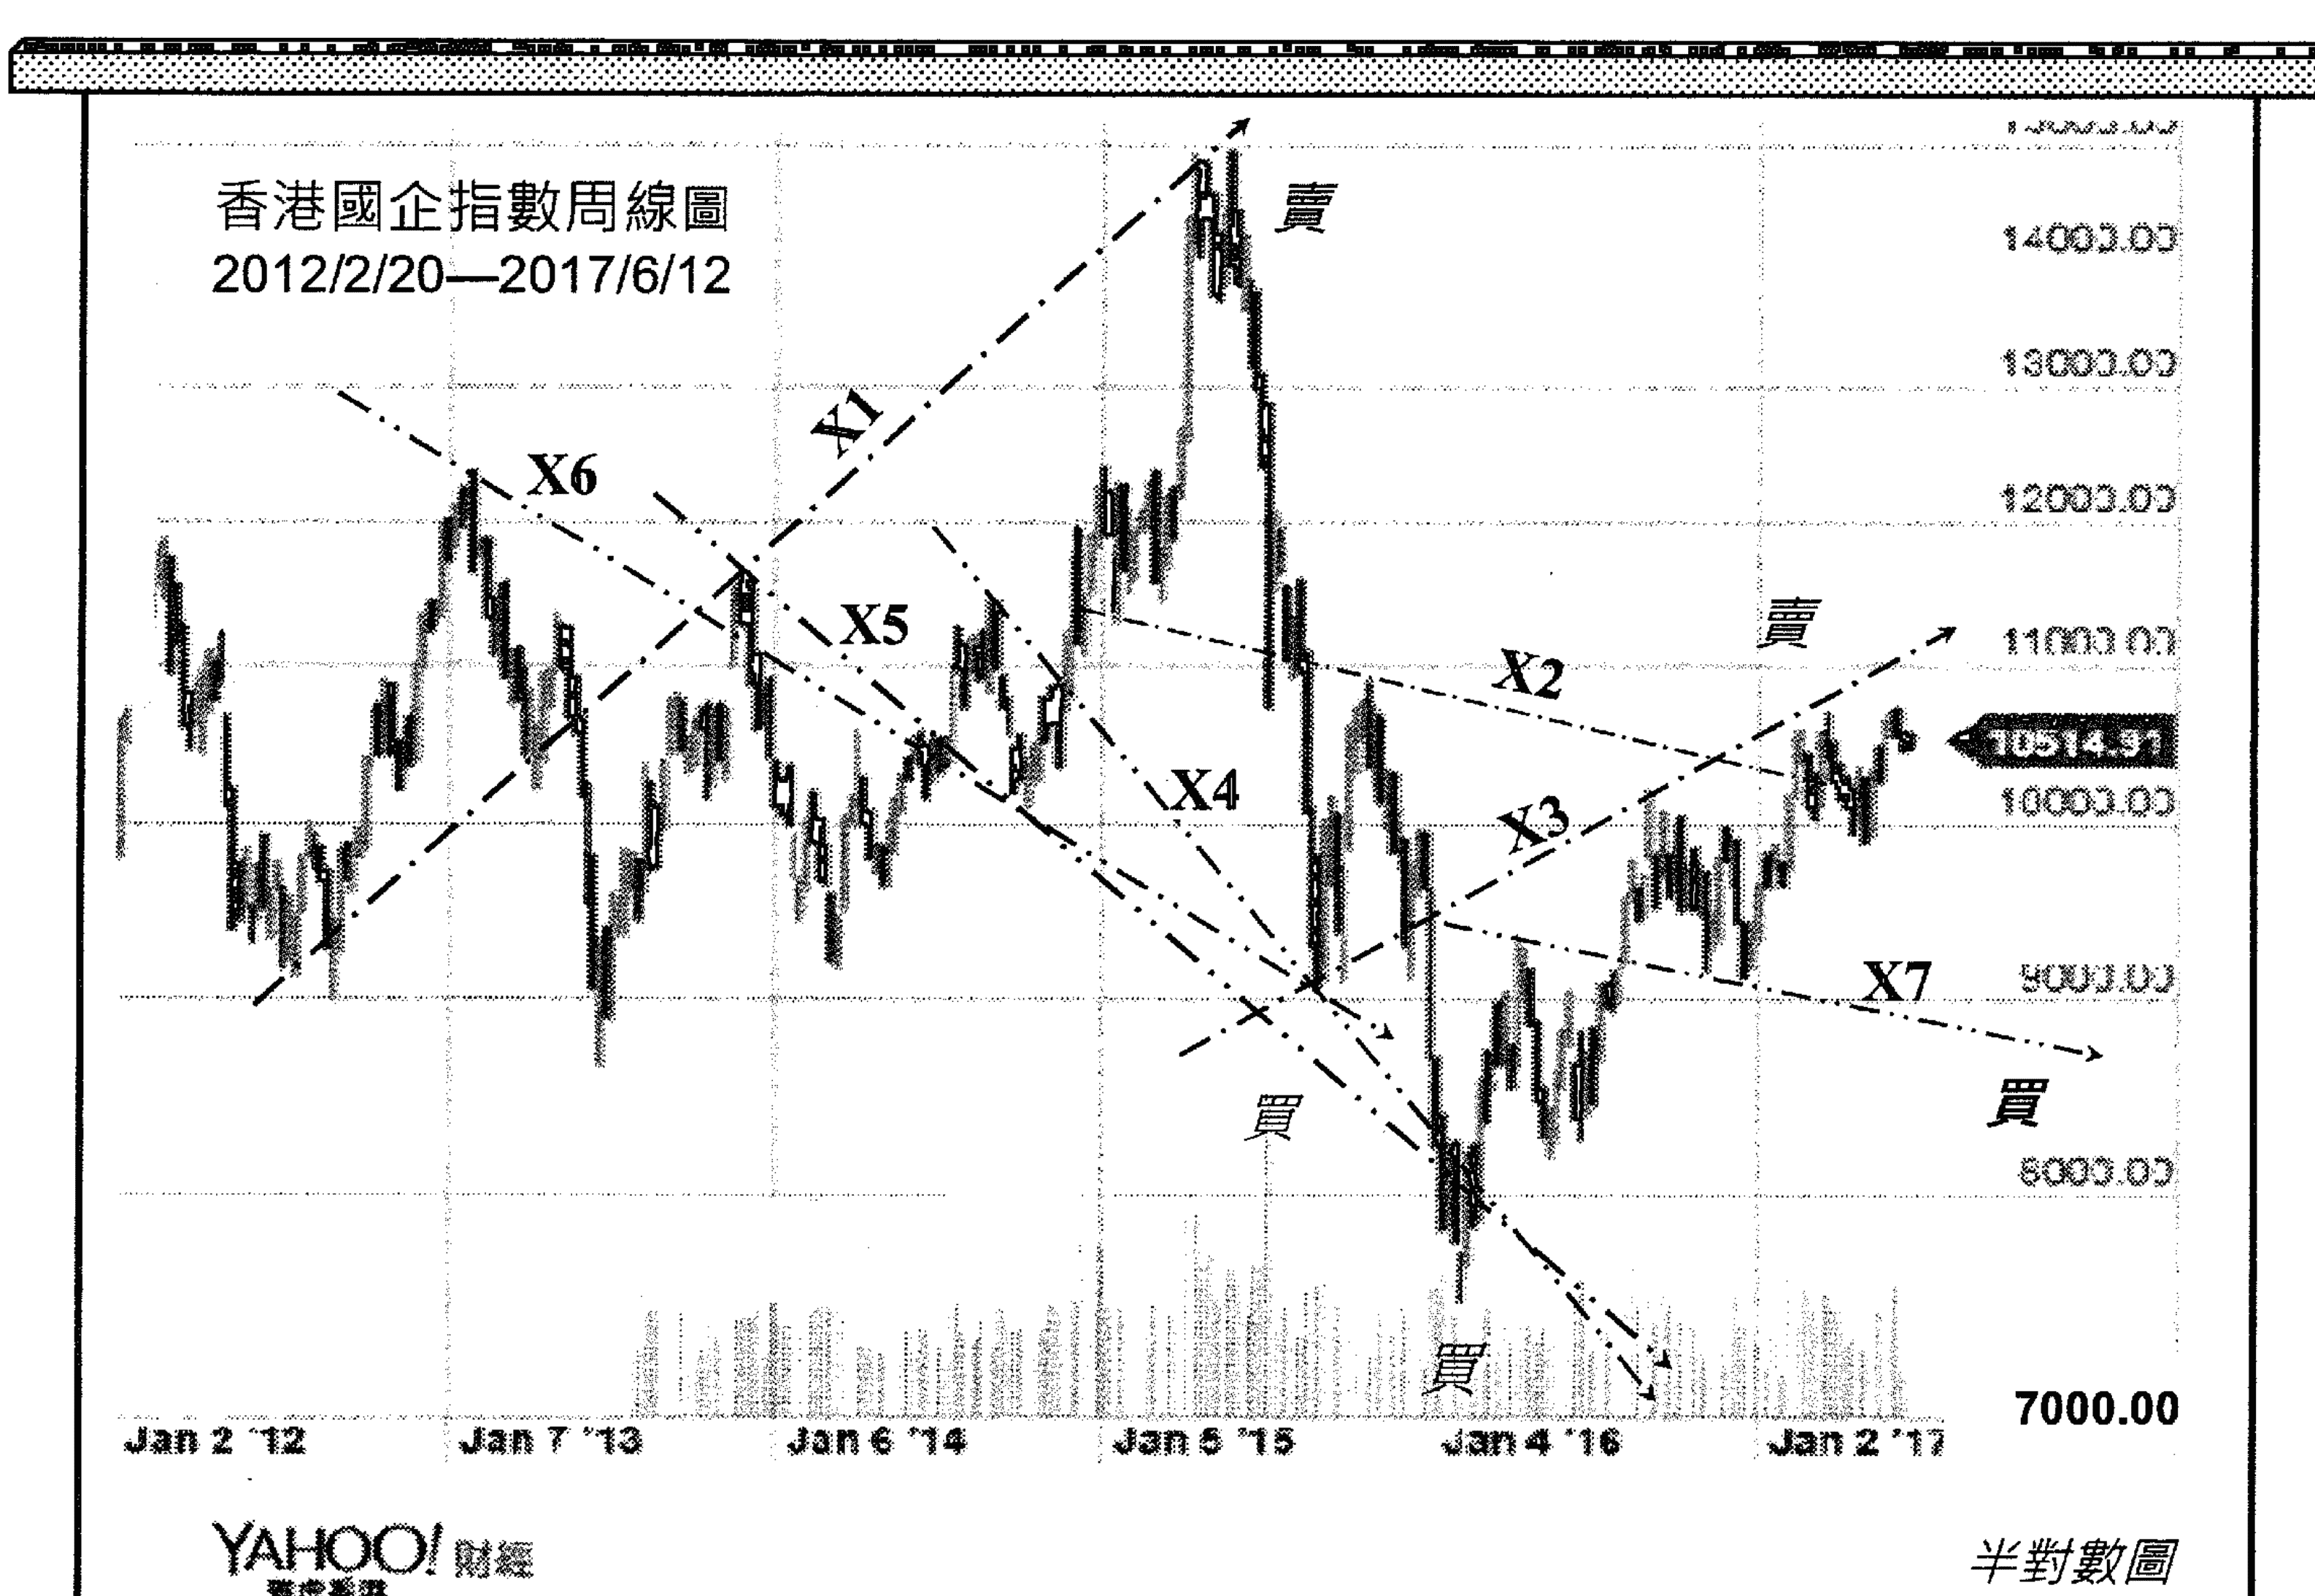 香港國企指數周線圖
2012/2/20—2017/6/12
賣
14000.00
13000.00
X1
X6
12000.00
X5
賣
11000.00
X2
10514.91
X4
10000.00
X3
9000.00
X7
買
買
8000.00
買
7000.00
Jan 2 '12 Jan 7 '13 Jan 6 '14 Jan 5 '15 Jan 4 '16 Jan 2 '17
YAHOO! 財經
半對數圖